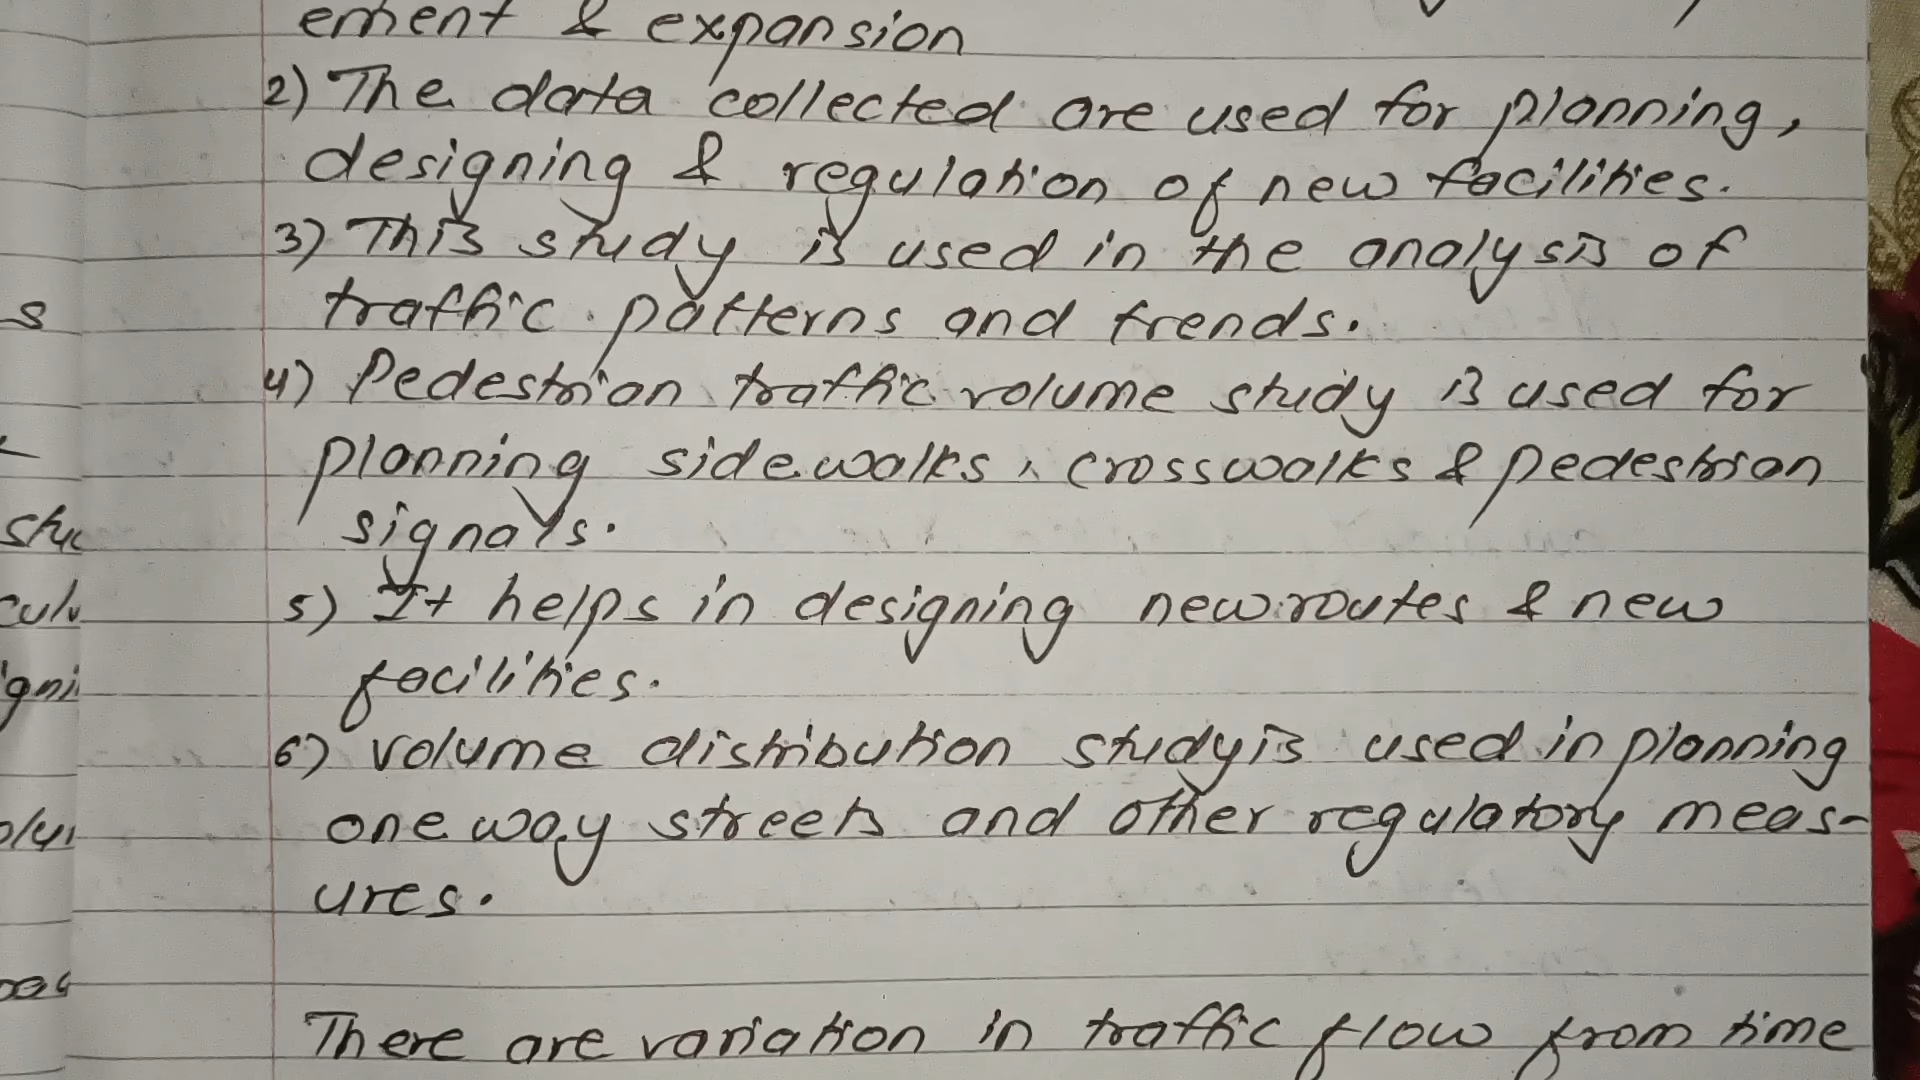 ement & expansion
2) The data collected are used for planning,
designing & regulation of new facilities.
3) This study is used in the analysis of
traffic patterns and trends.
4) Pedestrian traffic volume study is used for
planning sidewalks, crosswalks & pedestrian
signals.
5) It helps in designing new routes & new
facilities.
6) volume distribution study is used in planning
one way streets and other regulatory meas-
ures.
There are variation in traffic flow from time